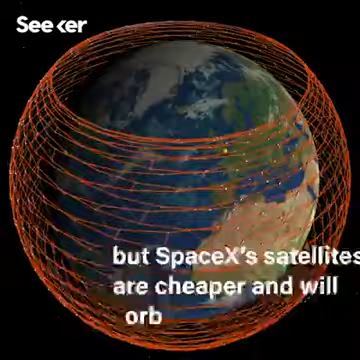 Seeker
but SpaceX's satellites
are cheaper and will
orb